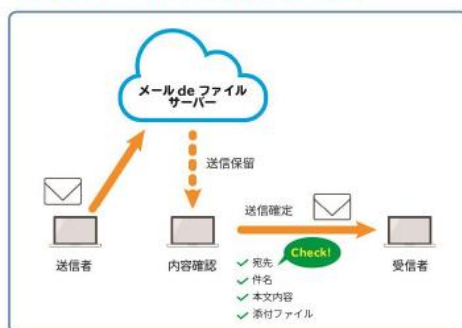 メール de ファイル
サーバー
送信保留
送信確定
Check!
送信者
内容確認
受信者
宛先
件名
本文内容
添付ファイル